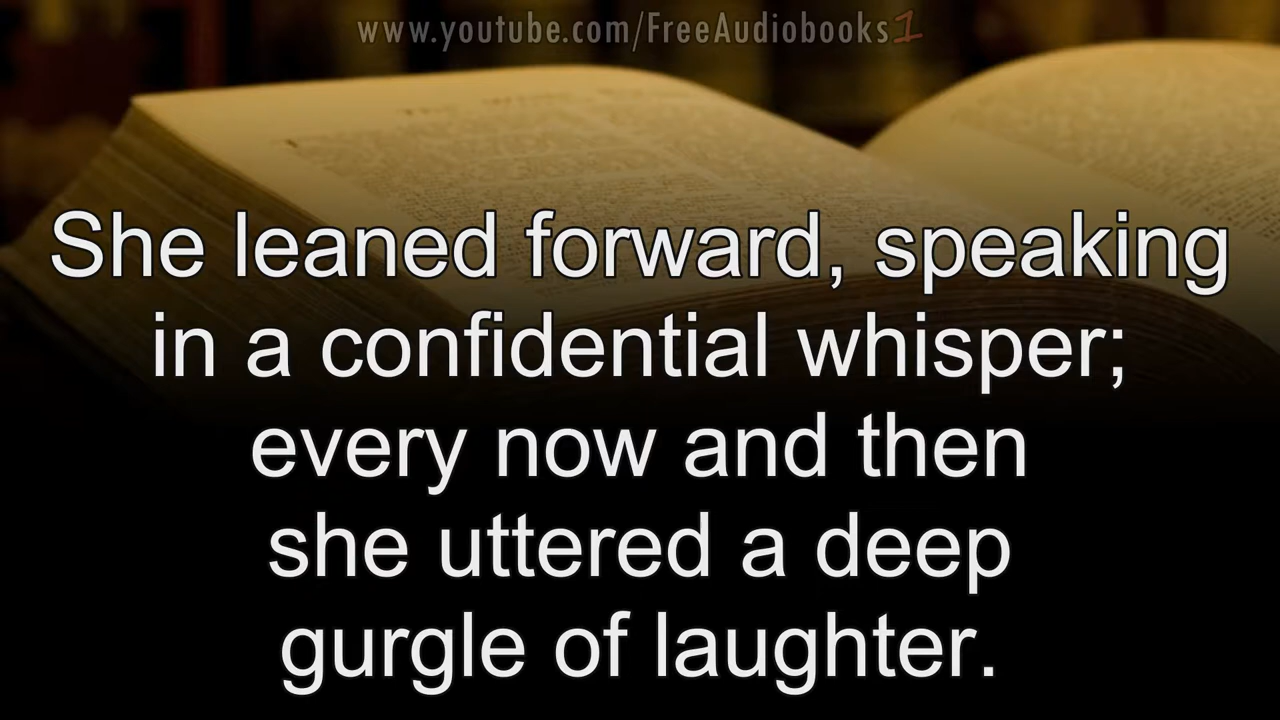 www.youtube.com/FreeAudiobooks1
She leaned forward, speaking
in a confidential whisper;
every now and then
she uttered a deep
gurgle of laughter.